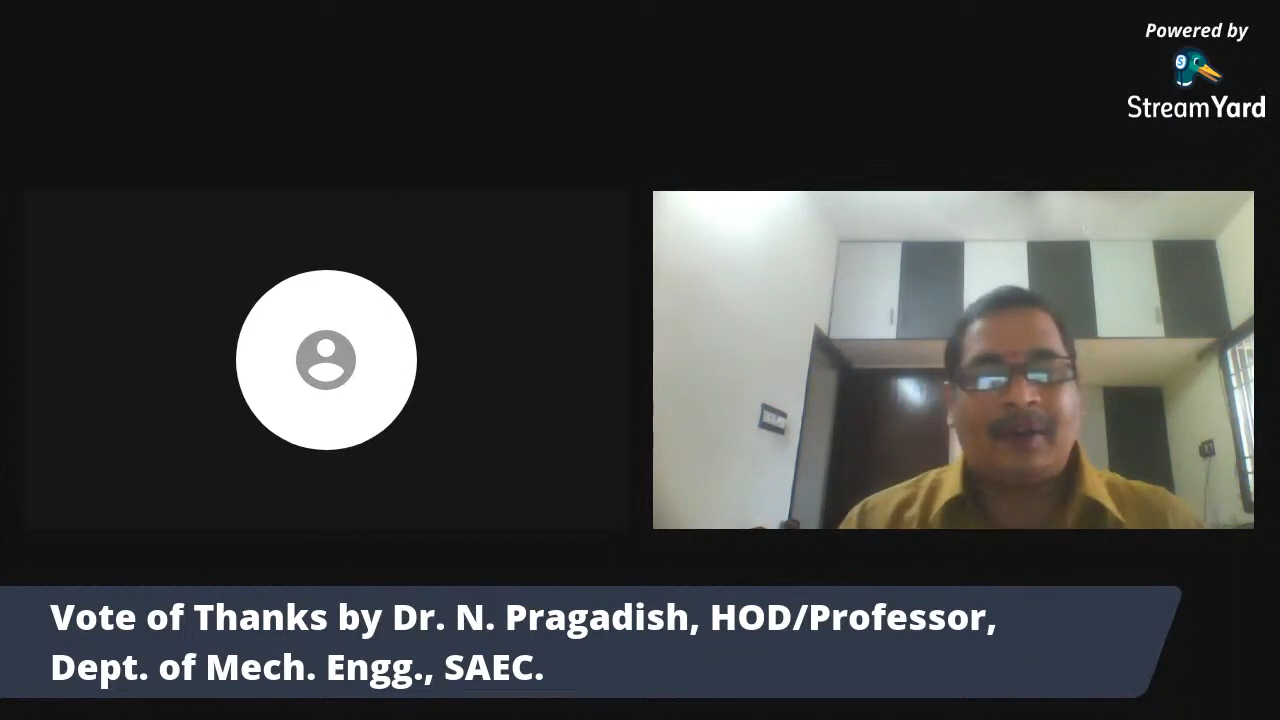 Powered by
StreamYard
Vote of Thanks by Dr. N. Pragadish, HOD/Professor,
Dept. of Mech. Engg., SAEC.